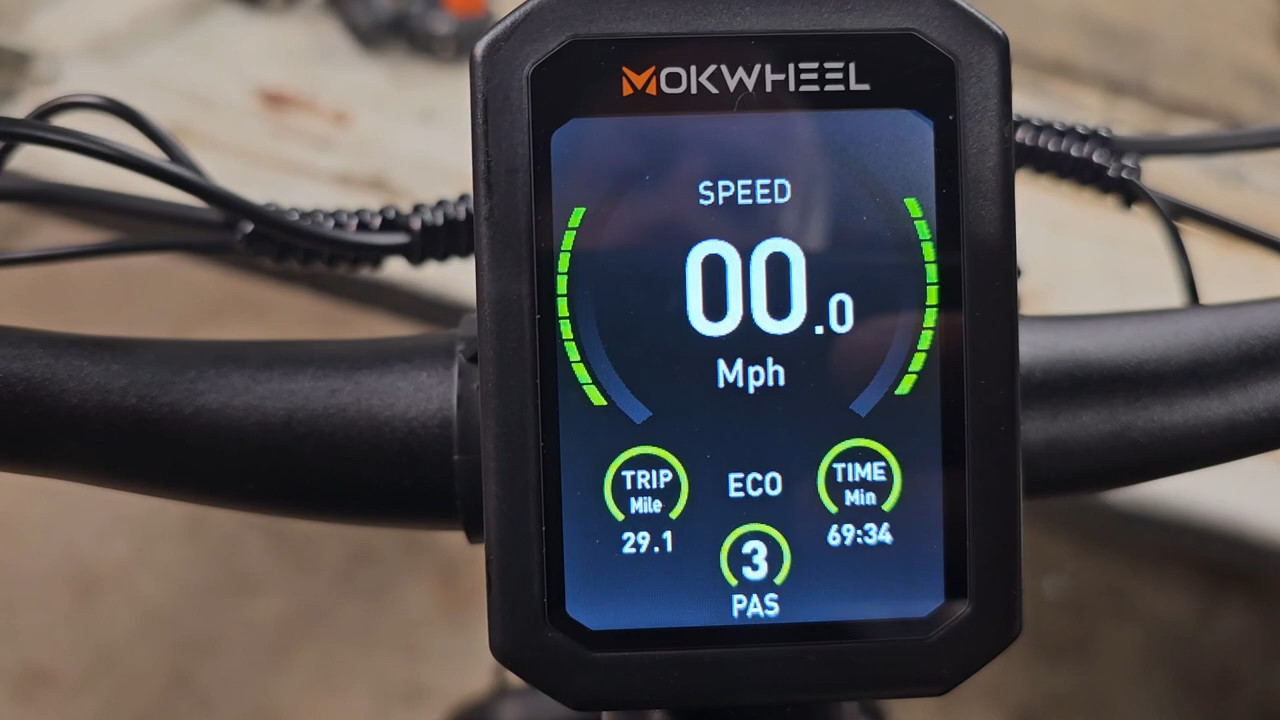 MOKWHEEL
SPEED
00.0
Mph
TRIP
Mile
29.1
ECO
TIME
Min
69:34
3
PAS